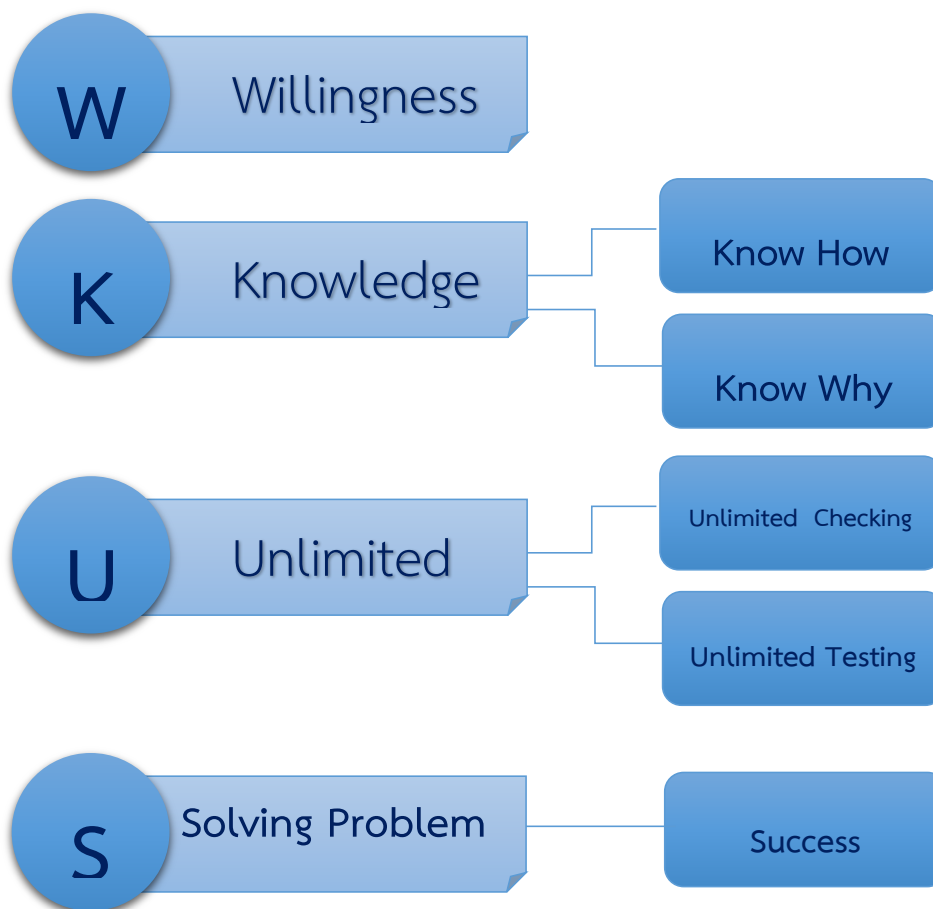 W
Willingness
K
Knowledge
Know How
Know Why
U
Unlimited
Unlimited Checking
Unlimited Testing
S
Solving Problem
Success